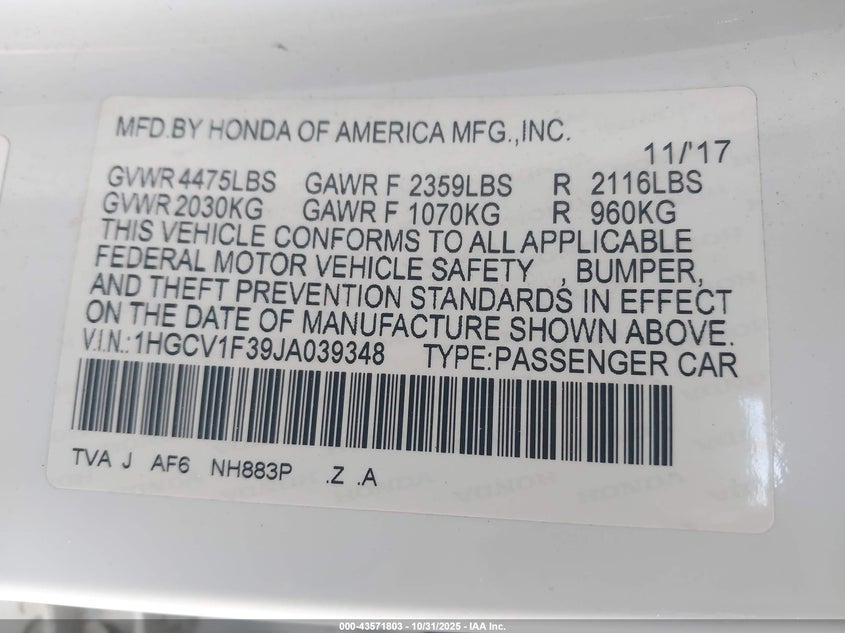 MFD.BY HONDA OF AMERICA MFG.,INC.
11/'17
GVWR 4475LBS GAWR F 2359LBS R 2116LBS
GVWR 2030KG GAWR F 1070KG R 960KG
THIS VEHICLE CONFORMS TO ALL APPLICABLE
FEDERAL MOTOR VEHICLE SAFETY , BUMPER,
AND THEFT PREVENTION STANDARDS IN EFFECT
ON THE DATE OF MANUFACTURE SHOWN ABOVE.
V.I.N.:1HGCV1F39JA039348 TYPE:PASSENGER CAR
TVA J AF6 NH883P .Z .A
000-43571803 - 10/31/2025 - IAA Inc.